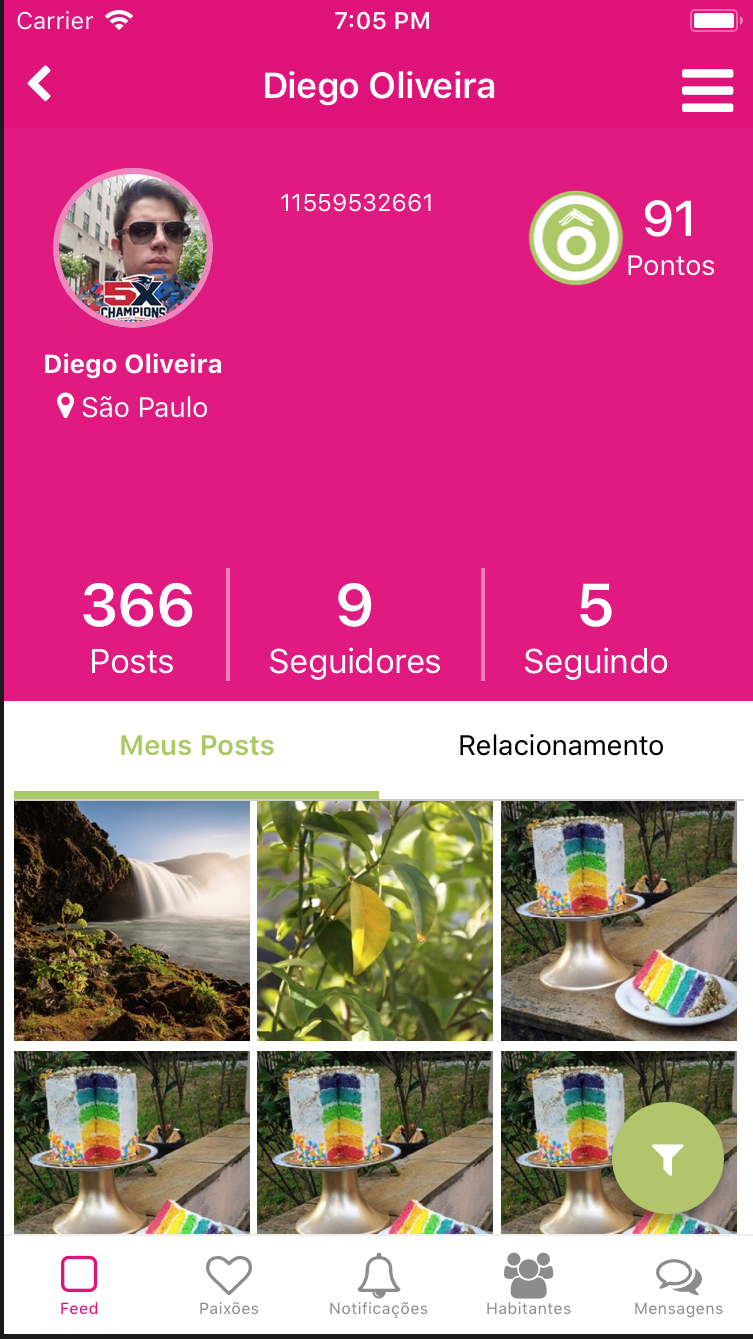 Carrier 7:05 PM
Diego Oliveira
11559532661
91
Pontos
5X
CHAMPIONS
Diego Oliveira
São Paulo
366 9 5
Posts Seguidores Seguindo
Meus Posts Relacionamento
Feed Paixões Notificações Habitantes Mensagens